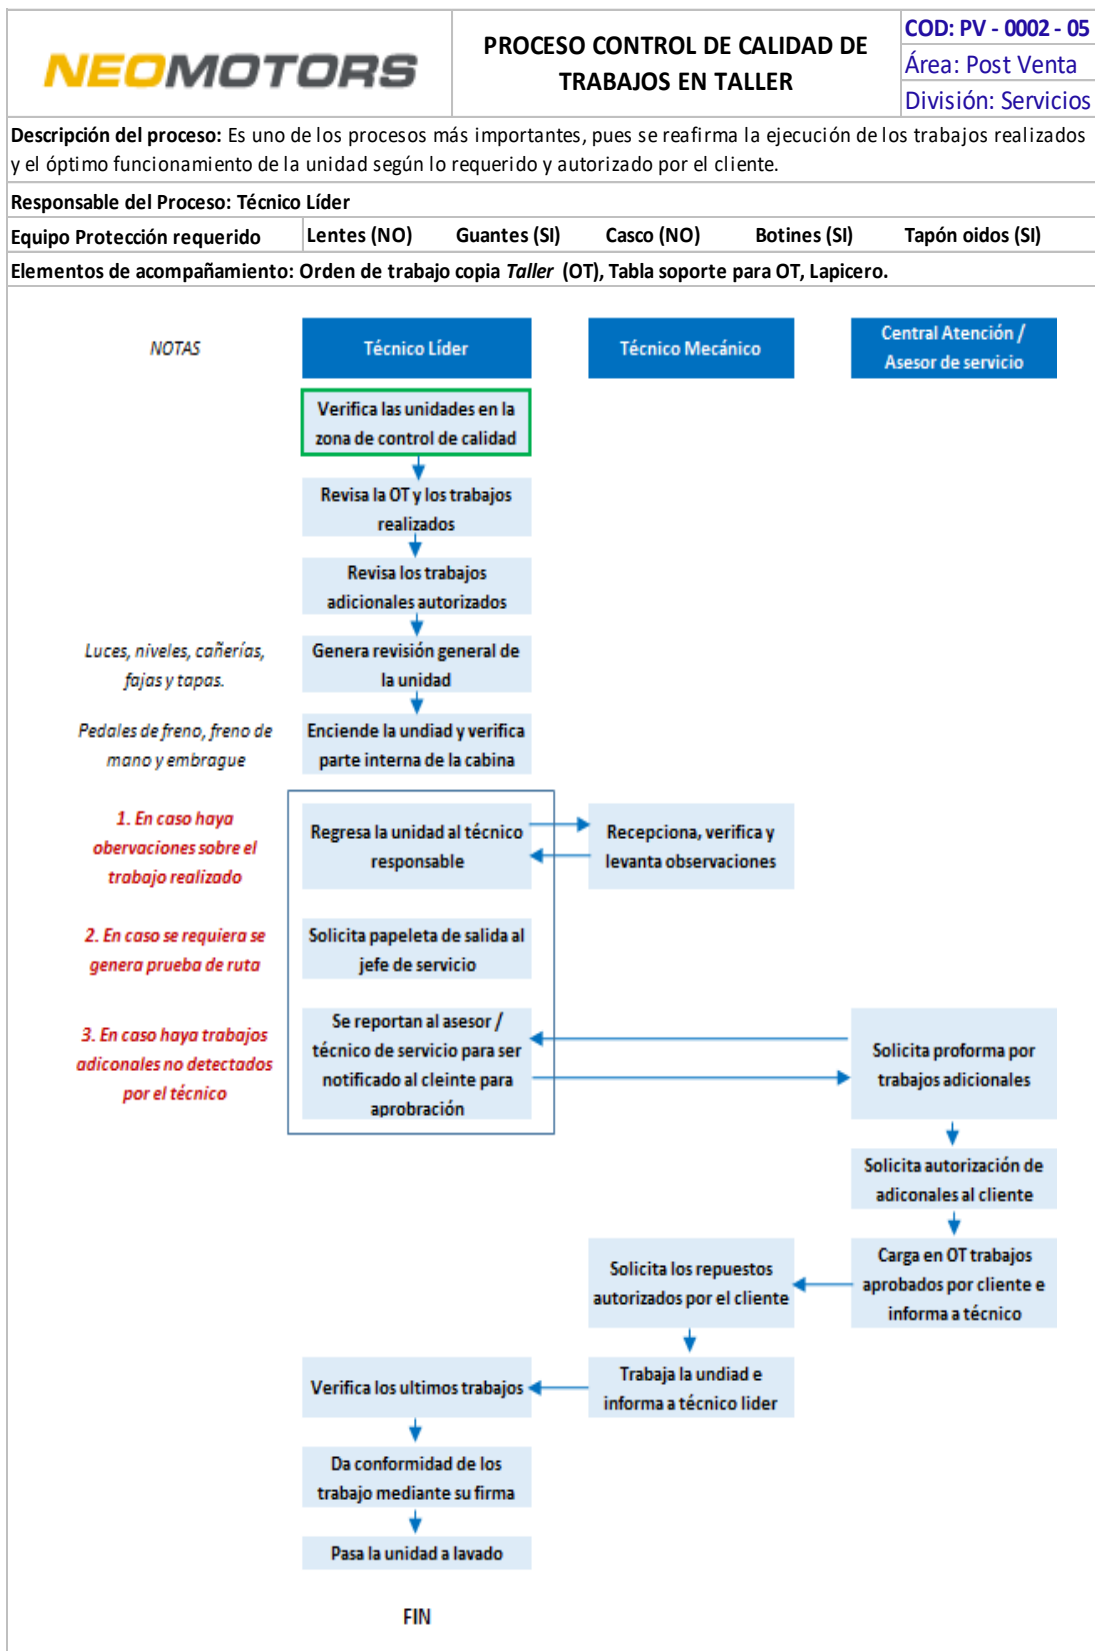 NEOMOTORS
PROCESO CONTROL DE CALIDAD DE
TRABAJOS EN TALLER
COD: PV - 0002 - 05
Área: Post Venta
División: Servicios
Descripción del proceso: Es uno de los procesos más importantes, pues se reafirma la ejecución de los trabajos realizados
y el óptimo funcionamiento de la unidad según lo requerido y autorizado por el cliente.
Responsable del Proceso: Técnico Líder
Equipo Protección requerido Lentes (NO) Guantes (SI) Casco (NO) Botines (SI) Tapón oidos (SI)
Elementos de acompañamiento: Orden de trabajo copia Taller (OT), Tabla soporte para OT, Lapicero.
NOTAS
Técnico Líder
Técnico Mecánico
Central Atención /
Asesor de servicio
Verifica las unidades en la
zona de control de calidad
Revisa la OT y los trabajos
realizados
Revisa los trabajos
adicionales autorizados
Luces, niveles, cañerías,
fajas y tapas.
Genera revisión general de
la unidad
Pedales de freno, freno de
mano y embrague
Enciende la undiad y verifica
parte interna de la cabina
1. En caso haya
obervaciones sobre el
trabajo realizado
Regresa la unidad al técnico
responsable
Recepciona, verifica y
levanta observaciones
2. En caso se requiera se
genera prueba de ruta
Solicita papeleta de salida al
jefe de servicio
3. En caso haya trabajos
adiconales no detectados
por el técnico
Se reportan al asesor /
técnico de servicio para ser
notificado al cleinte para
aprobración
Solicita proforma por
trabajos adicionales
Solicita autorización de
adiconales al cliente
Solicita los repuestos
autorizados por el cliente
Carga en OT trabajos
aprobados por cliente e
informa a técnico
Verifica los ultimos trabajos
Trabaja la undiad e
informa a técnico lider
Da conformidad de los
trabajo mediante su firma
Pasa la unidad a lavado
FIN